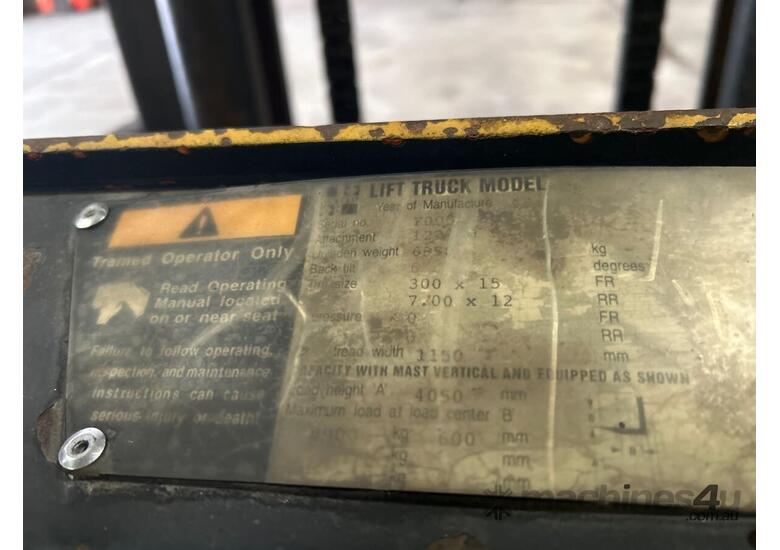 Trained Operator Only
Read Operating
Manual located
on or near seat
Failure to follow operating,
inspection, and maintenance
instructions can cause
serious injury or death!
LIFT TRUCK MODEL
Year of Manufacture
Serial no.
Attachment
Unladen weight kg
Back tilt 6 degrees
Tire size 300 x 15 FR
7.00 x 12 RR
Pressure FR
RR
tread width 1150 mm
CAPACITY WITH MAST VERTICAL AND EQUIPPED AS SHOWN
Load height 'A' 4050 mm
Maximum load at load center 'B'
kg 600 mm
kg mm
kg mm
machines4u
.com.au